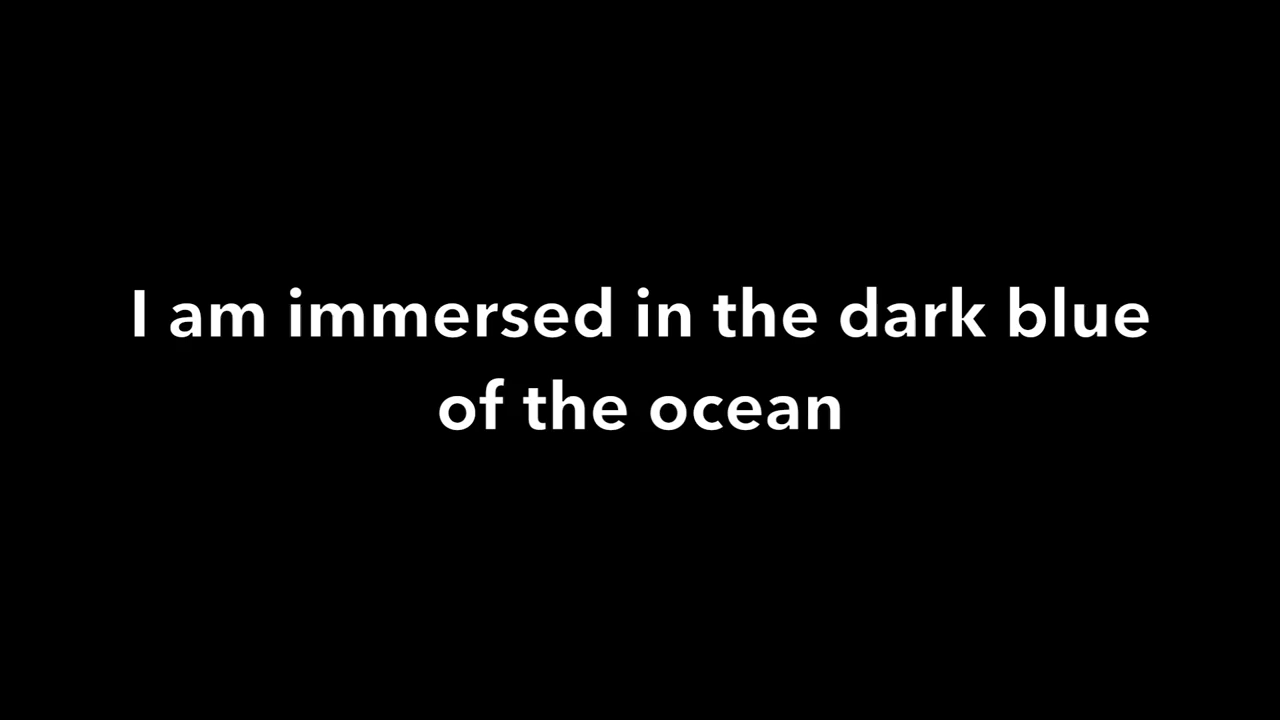 I am immersed in the dark blue
of the ocean